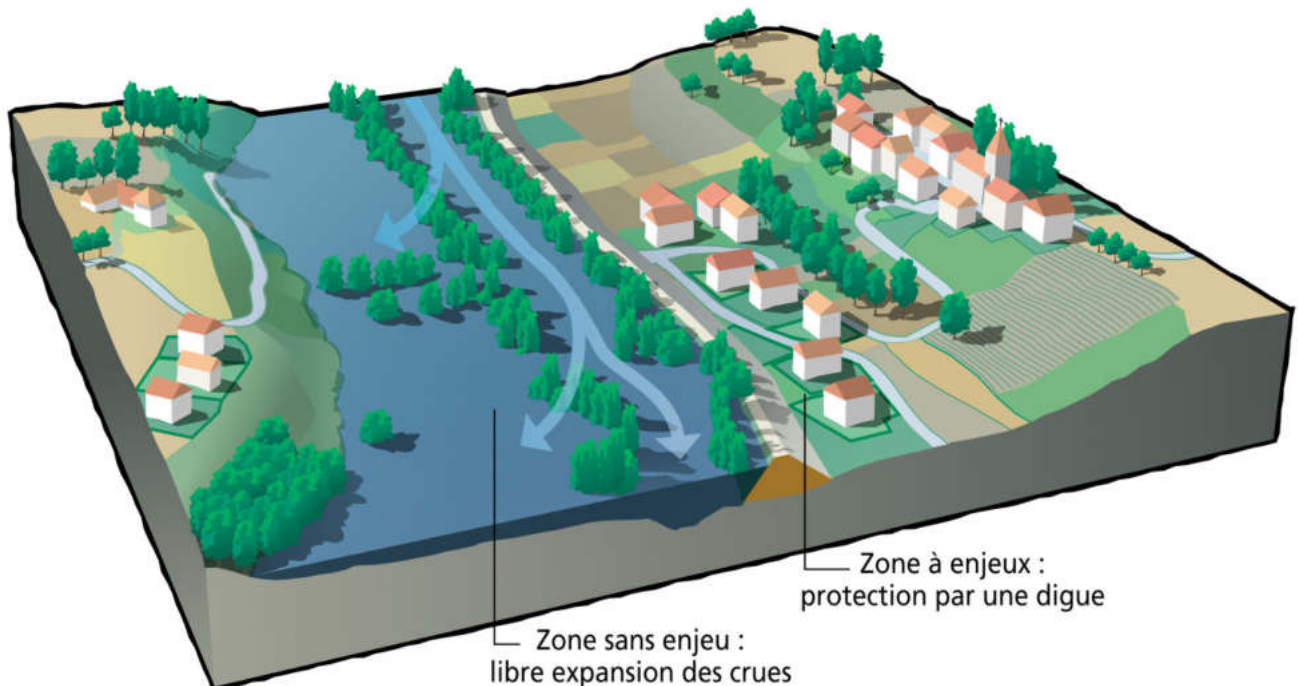 Zone à enjeux :
protection par une digue
Zone sans enjeu :
libre expansion des crues